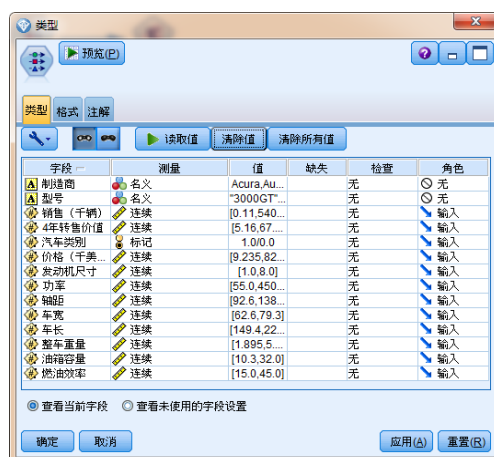 类型
预览(P)
类型 格式 注解
读取值 清除值 清除所有值
字段 测量 值 缺失 检查 角色
制造商 名义 Acura,Au... 无 无
型号 名义 "3000GT"... 无 无
销售（千辆） 连续 [0.11,540... 无 输入
4年转售价值 连续 [5.16,67.... 无 输入
汽车类别 标记 1.0/0.0 无 输入
价格（千美... 连续 [9.235,82... 无 输入
发动机尺寸 连续 [1.0,8.0] 无 输入
功率 连续 [55.0,450... 无 输入
轴距 连续 [92.6,138... 无 输入
车宽 连续 [62.6,79.3] 无 输入
车长 连续 [149.4,22... 无 输入
整车重量 连续 [1.895,5.... 无 输入
油箱容量 连续 [10.3,32.0] 无 输入
燃油效率 连续 [15.0,45.0] 无 输入
查看当前字段 查看未使用的字段设置
确定 取消 应用(A) 重置(R)